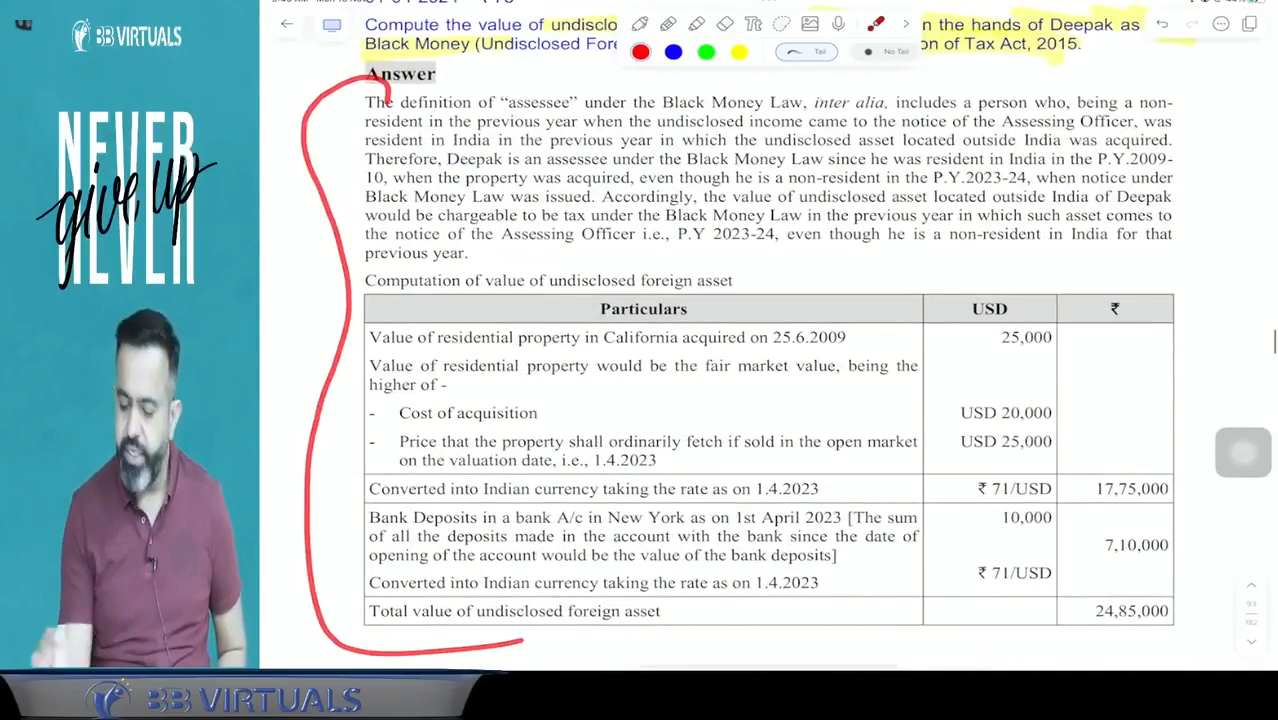 BB VIRTUALS
NEVER
give up
NEVER
Compute the value of undisclo
n the hands of Deepak as
Black Money (Undisclosed Fore
on of Tax Act, 2015.
Tail
No Tail
Answer
The definition of “assessee” under the Black Money Law, inter alia, includes a person who, being a non-
resident in the previous year when the undisclosed income came to the notice of the Assessing Officer, was
resident in India in the previous year in which the undisclosed asset located outside India was acquired.
Therefore, Deepak is an assessee under the Black Money Law since he was resident in India in the P.Y.2009-
10, when the property was acquired, even though he is a non-resident in the P.Y.2023-24, when notice under
Black Money Law was issued. Accordingly, the value of undisclosed asset located outside India of Deepak
would be chargeable to be tax under the Black Money Law in the previous year in which such asset comes to
the notice of the Assessing Officer i.e., P.Y 2023-24, even though he is a non-resident in India for that
previous year.
Computation of value of undisclosed foreign asset
Particulars USD ₹
Value of residential property in California acquired on 25.6.2009 25,000
Value of residential property would be the fair market value, being the
higher of -
- Cost of acquisition USD 20,000
- Price that the property shall ordinarily fetch if sold in the open market USD 25,000
on the valuation date, i.e., 1.4.2023
Converted into Indian currency taking the rate as on 1.4.2023 ₹ 71/USD 17,75,000
Bank Deposits in a bank A/c in New York as on 1st April 2023 [The sum 10,000
of all the deposits made in the account with the bank since the date of
opening of the account would be the value of the bank deposits] 7,10,000
Converted into Indian currency taking the rate as on 1.4.2023 ₹ 71/USD
Total value of undisclosed foreign asset 24,85,000
93
182
BB VIRTUALS